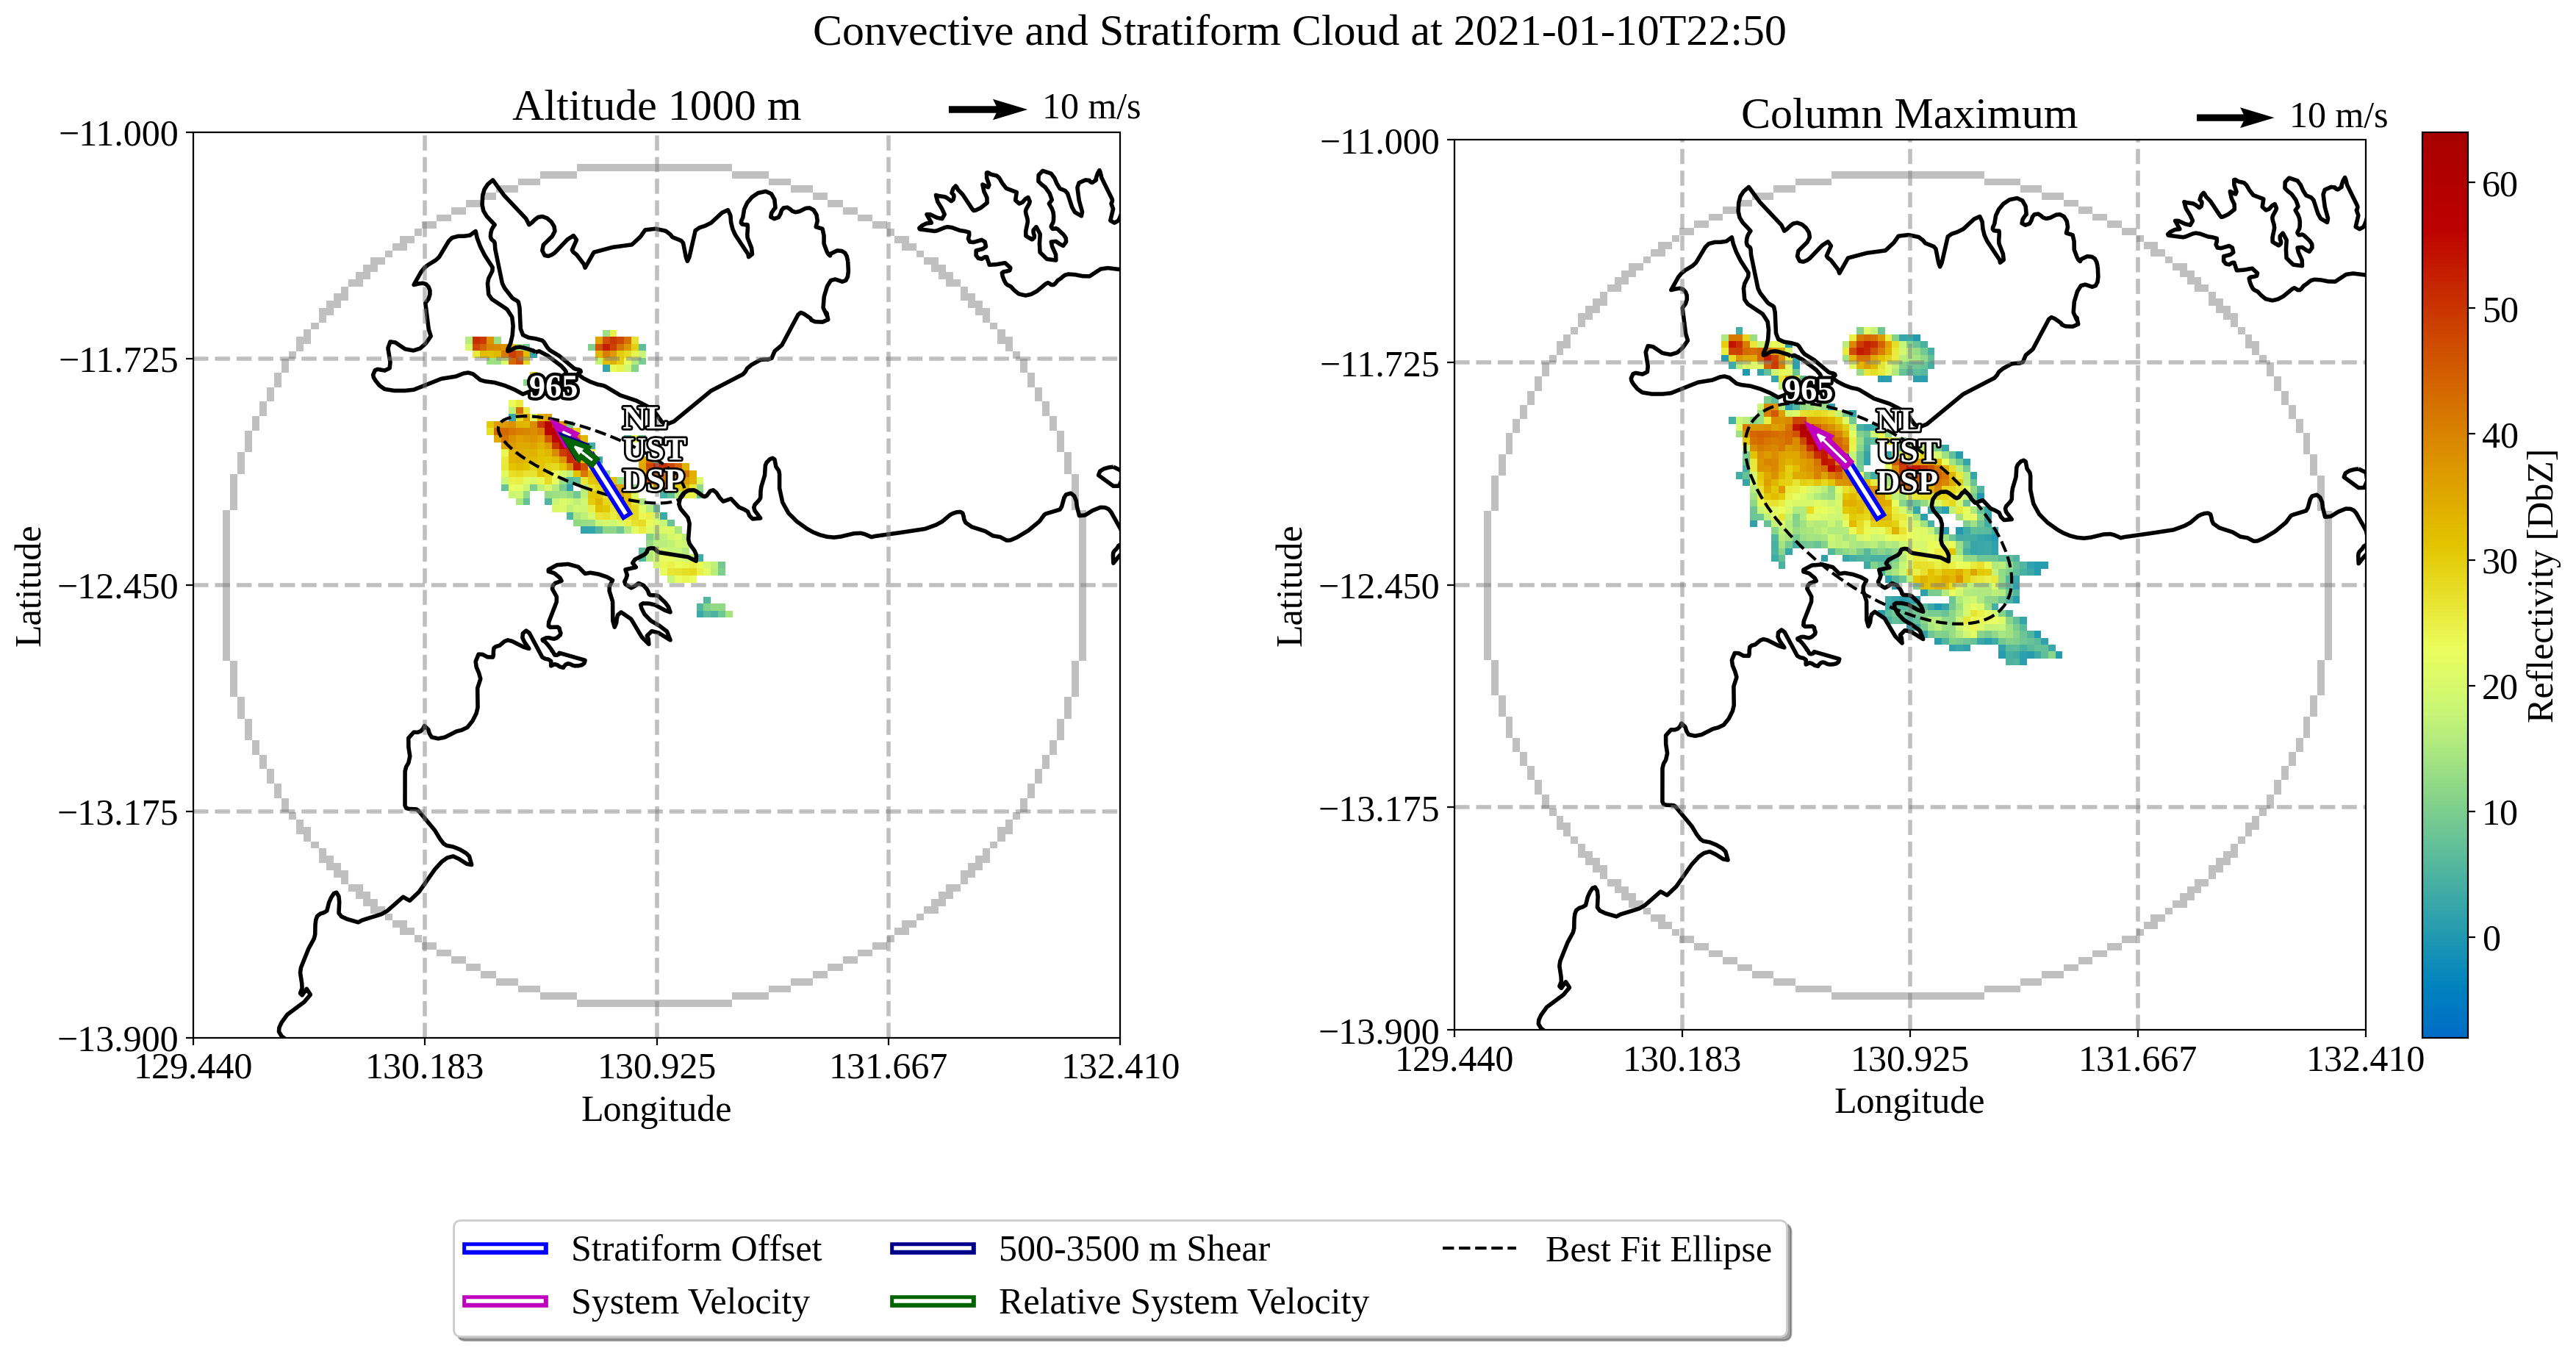 Convective and Stratiform Cloud at 2021-01-10T22:50
Altitude 1000 m
10 m/s
−11.000
−11.725
−12.450
−13.175
−13.900
Latitude
129.440
130.183
130.925
131.667
132.410
Longitude
965
NL
UST
DSP
Column Maximum
10 m/s
−11.000
−11.725
−12.450
−13.175
−13.900
Latitude
129.440
130.183
130.925
131.667
132.410
Longitude
965
NL
UST
DSP
60
50
40
30
20
10
0
Reflectivity [DbZ]
Stratiform Offset
System Velocity
500-3500 m Shear
Relative System Velocity
Best Fit Ellipse